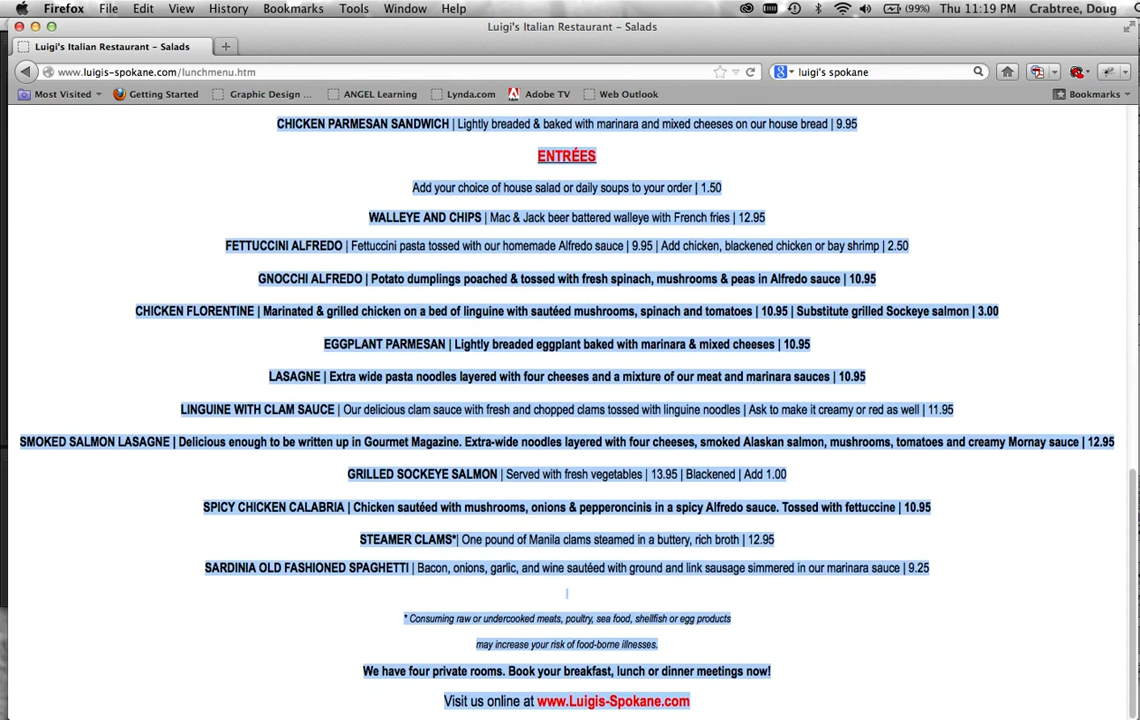 Firefox File Edit View History Bookmarks Tools Window Help (99%) Thu 11:19 PM Crabtree, Doug
Luigi's Italian Restaurant – Salads
Luigi's Italian Restaurant – Salads
www.luigis-spokane.com/lunchmenu.htm luigi's spokane
Most Visited Getting Started Graphic Design ... ANGEL Learning Lynda.com Adobe TV Web Outlook Bookmarks
CHICKEN PARMESAN SANDWICH | Lightly breaded & baked with marinara and mixed cheeses on our house bread | 9.95
ENTRÉES
Add your choice of house salad or daily soups to your order | 1.50
WALLEYE AND CHIPS | Mac & Jack beer battered walleye with French fries | 12.95
FETTUCCINI ALFREDO | Fettuccini pasta tossed with our homemade Alfredo sauce | 9.95 | Add chicken, blackened chicken or bay shrimp | 2.50
GNOCCHI ALFREDO | Potato dumplings poached & tossed with fresh spinach, mushrooms & peas in Alfredo sauce | 10.95
CHICKEN FLORENTINE | Marinated & grilled chicken on a bed of linguine with sautéed mushrooms, spinach and tomatoes | 10.95 | Substitute grilled Sockeye salmon | 3.00
EGGPLANT PARMESAN | Lightly breaded eggplant baked with marinara & mixed cheeses | 10.95
LASAGNE | Extra wide pasta noodles layered with four cheeses and a mixture of our meat and marinara sauces | 10.95
LINGUINE WITH CLAM SAUCE | Our delicious clam sauce with fresh and chopped clams tossed with linguine noodles | Ask to make it creamy or red as well | 11.95
SMOKED SALMON LASAGNE | Delicious enough to be written up in Gourmet Magazine. Extra-wide noodles layered with four cheeses, smoked Alaskan salmon, mushrooms, tomatoes and creamy Mornay sauce | 12.95
GRILLED SOCKEYE SALMON | Served with fresh vegetables | 13.95 | Blackened | Add 1.00
SPICY CHICKEN CALABRIA | Chicken sautéed with mushrooms, onions & pepperoncinis in a spicy Alfredo sauce. Tossed with fettuccine | 10.95
STEAMER CLAMS*| One pound of Manila clams steamed in a buttery, rich broth | 12.95
SARDINIA OLD FASHIONED SPAGHETTI | Bacon, onions, garlic, and wine sautéed with ground and link sausage simmered in our marinara sauce | 9.25
* Consuming raw or undercooked meats, poultry, sea food, shellfish or egg products
may increase your risk of food-borne illnesses.
We have four private rooms. Book your breakfast, lunch or dinner meetings now!
Visit us online at www.Luigis-Spokane.com